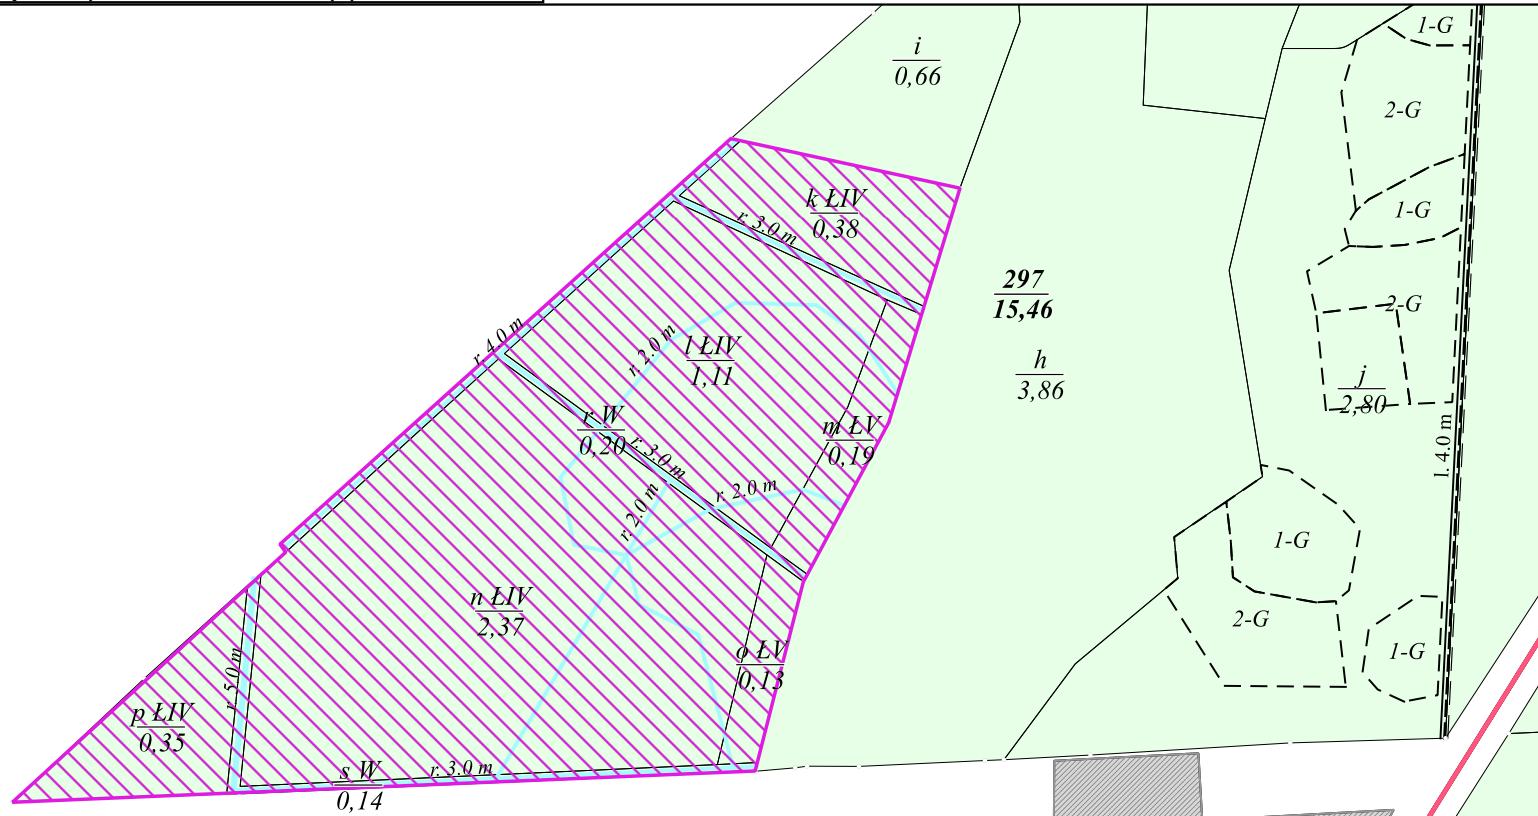 1-G
i
0,66
2-G
k ŁIV
0,38
r. 3.0 m
1-G
297
15,46
2-G
r. 4.0 m
r. 2.0 m
l ŁIV
1,11
h
3,86
j
2,80
r W
0,20
m ŁV
0,19
r. 3.0 m
l. 4.0 m
r. 2.0 m
r. 2.0 m
1-G
n ŁIV
2,37
2-G
o ŁV
0,13
1-G
r. 5.0 m
p ŁIV
0,35
s W
0,14
r. 3.0 m